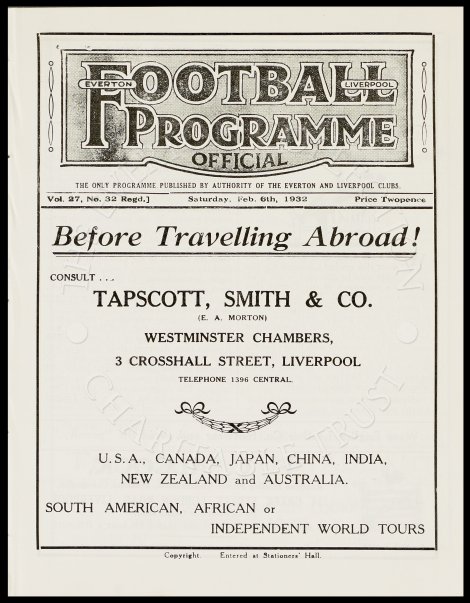 FOOTBALL
EVERTON LIVERPOOL
PROGRAMME
OFFICIAL
THE ONLY PROGRAMME PUBLISHED BY AUTHORITY OF THE EVERTON AND LIVERPOOL CLUBS.
Vol. 27, No. 32 Regd.] Saturday, Feb. 6th, 1932 Price Twopence
Before Travelling Abroad!
CONSULT . . .
TAPSCOTT, SMITH & CO.
(E. A. MORTON)
WESTMINSTER CHAMBERS,
3 CROSSHALL STREET, LIVERPOOL
TELEPHONE 1396 CENTRAL.
U.S.A., CANADA, JAPAN, CHINA, INDIA,
NEW ZEALAND and AUSTRALIA.
SOUTH AMERICAN, AFRICAN or
INDEPENDENT WORLD TOURS
Copyright. Entered at Stationers' Hall.
CHARITABLE TRUST